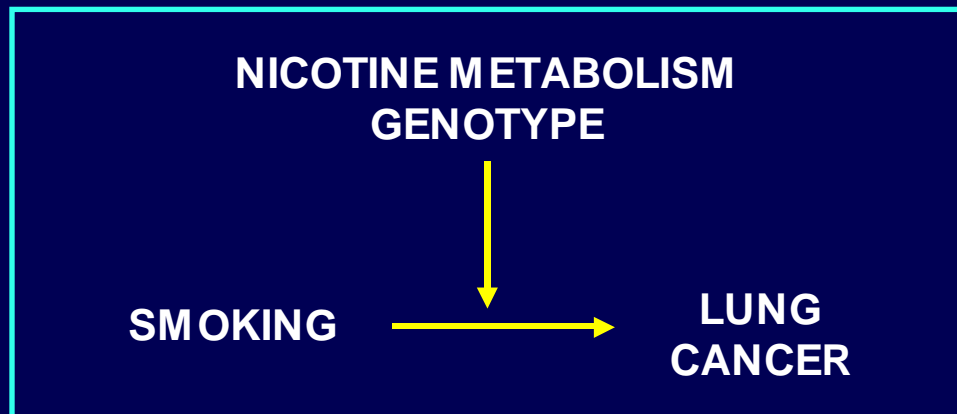 NICOTINE METABOLISM
GENOTYPE
SMOKING
LUNG
CANCER